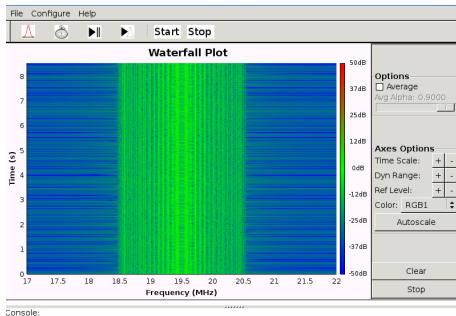 File Configure Help
Start Stop
Waterfall Plot
50dB
37dB
25dB
12dB
0dB
-12dB
-25dB
-37dB
-50dB
8
7
6
5
4
3
2
1
0
Time (s)
17 17.5 18 18.5 19 19.5 20 20.5 21 21.5 22
Frequency (MHz)
Options
Average
Avg Alpha: 0.9000
Axes Options
Time Scale: + -
Dyn Range: + -
Ref Level: + -
Color: RGB1
Autoscale
Clear
Stop
Console: